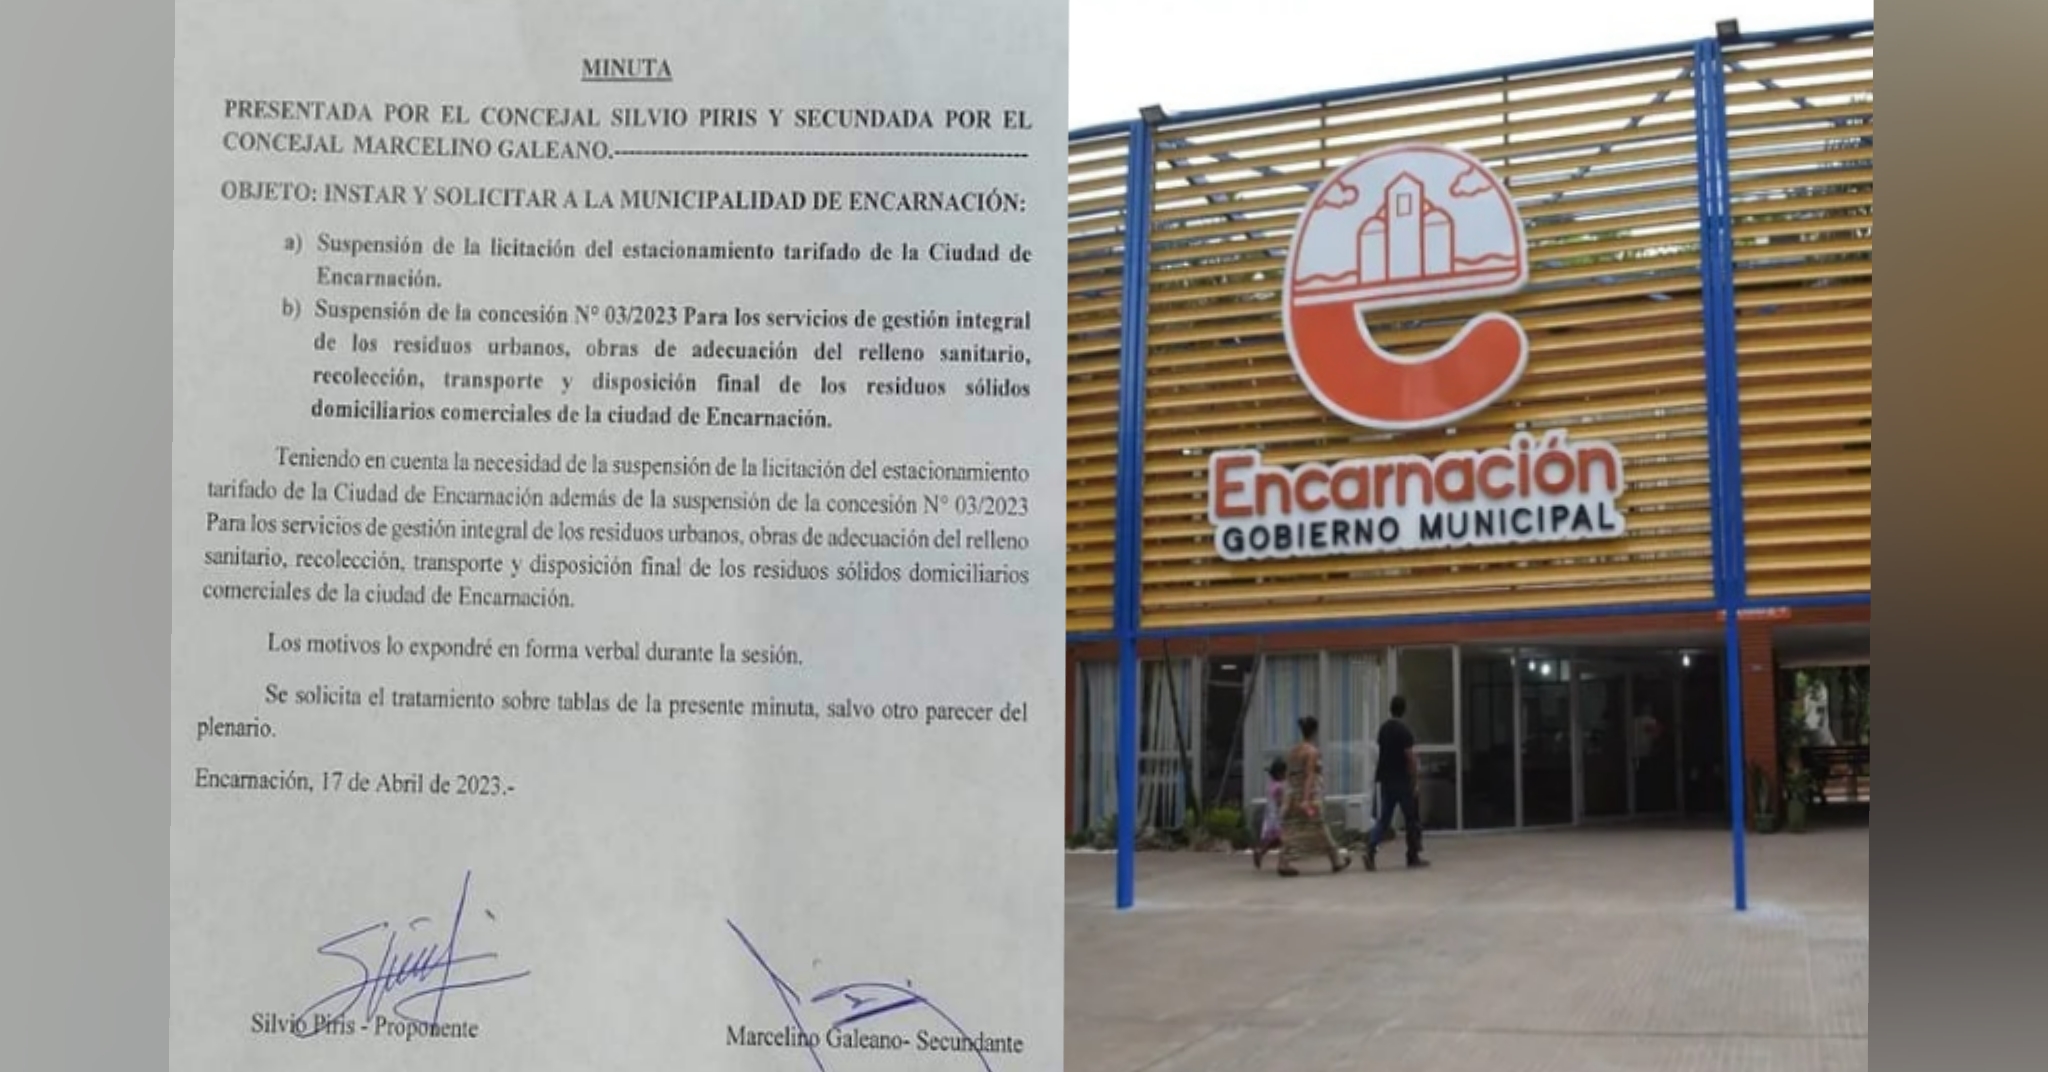 MINUTA
PRESENTADA POR EL CONCEJAL SILVIO PIRIS Y SECUNDADA POR EL
CONCEJAL MARCELINO GALEANO.------------------------------------------------------------
OBJETO: INSTAR Y SOLICITAR A LA MUNICIPALIDAD DE ENCARNACIÓN:
a) Suspensión de la licitación del estacionamiento tarifado de la Ciudad de
Encarnación.
b) Suspensión de la concesión N° 03/2023 Para los servicios de gestión integral
de los residuos urbanos, obras de adecuación del relleno sanitario,
recolección, transporte y disposición final de los residuos sólidos
domiciliarios comerciales de la ciudad de Encarnación.
Teniendo en cuenta la necesidad de la suspensión de la licitación del estacionamiento
tarifado de la Ciudad de Encarnación además de la suspensión de la concesión N° 03/2023
Para los servicios de gestión integral de los residuos urbanos, obras de adecuación del relleno
sanitario, recolección, transporte y disposición final de los residuos sólidos domiciliarios
comerciales de la ciudad de Encarnación.
Los motivos lo expondré en forma verbal durante la sesión.
Se solicita el tratamiento sobre tablas de la presente minuta, salvo otro parecer del
plenario.
Encarnación, 17 de Abril de 2023.-
Silvio Piris - Proponente
Marcelino Galeano- Secundante
e
Encarnación
GOBIERNO MUNICIPAL